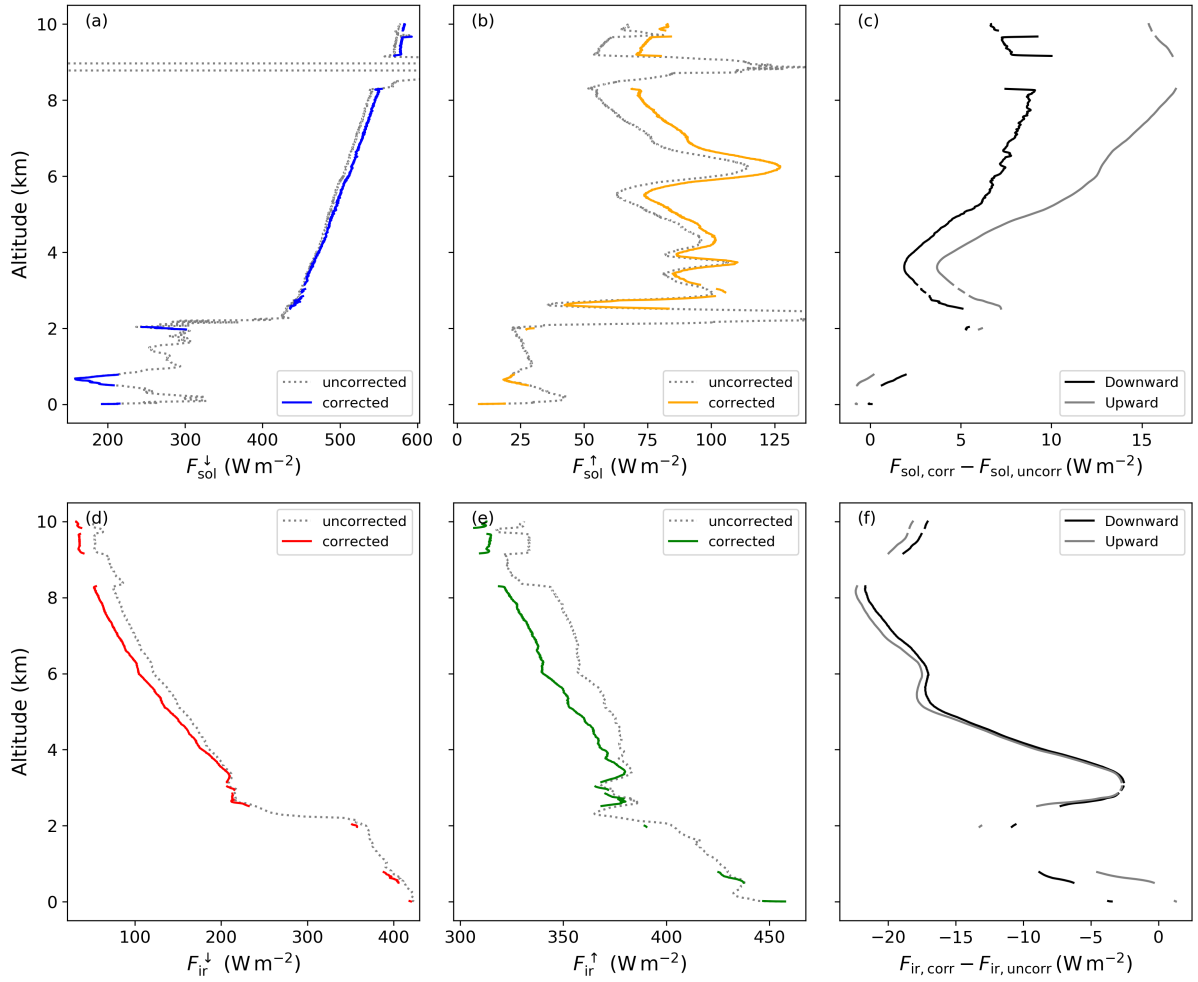 (a)
10
8
6
4
2
0
Altitude (km)
uncorrected
corrected
200 300 400 500 600
F↓sol (W m−2)
(b)
uncorrected
corrected
0 25 50 75 100 125
F↑sol (W m−2)
(c)
Downward
Upward
0 5 10 15
Fsol, corr − Fsol, uncorr (W m−2)
(d)
uncorrected
corrected
10
8
6
4
2
0
Altitude (km)
100 200 300 400
F↓ir (W m−2)
(e)
uncorrected
corrected
300 350 400 450
F↑ir (W m−2)
(f)
Downward
Upward
−20 −15 −10 −5 0
Fir, corr − Fir, uncorr (W m−2)